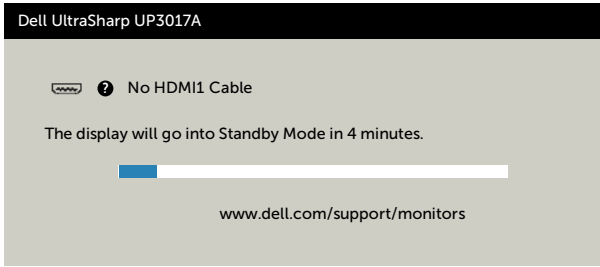 Dell UltraSharp UP3017A
? No HDMI1 Cable
The display will go into Standby Mode in 4 minutes.
www.dell.com/support/monitors